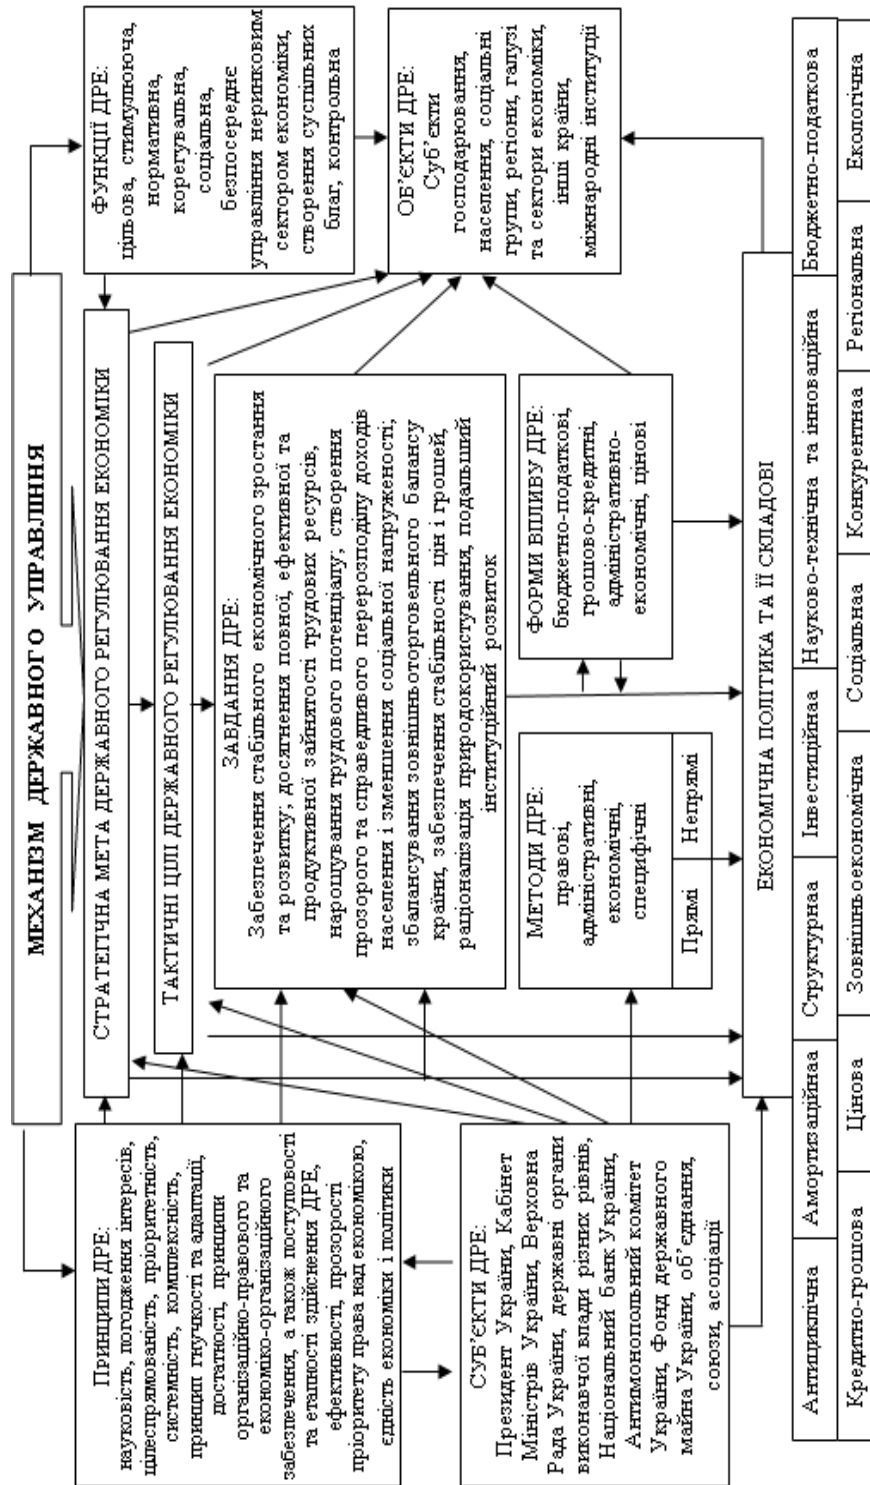 МЕХАНІЗМ ДЕРЖАВНОГО УПРАВЛІННЯ
ПРИНЦИПИ ДРЕ:
науковість, погодження інтересів,
цілеспрямованість, пріоритетність,
системність, комплексність,
принцип гнучкості та адаптації,
достатності, принципи
організаційно-правового та
економіко-організаційного
забезпечення, а також поступовості
та етапності здійснення ДРЕ,
ефективності, прозорості
пріоритету права над економікою,
єдність економіки і політики
СТРАТЕГІЧНА МЕТА ДЕРЖАВНОГО РЕГУЛЮВАННЯ ЕКОНОМІКИ
ТАКТИЧНІ ЦІЛІ ДЕРЖАВНОГО РЕГУЛЮВАННЯ ЕКОНОМІКИ
ФУНКЦІЇ ДРЕ:
цільова, стимулююча,
нормативна,
корегувальна,
соціальна,
безпосереднє
управління неринковим
сектором економіки,
створення суспільних
благ, контрольна
ЗАВДАННЯ ДРЕ:
Забезпечення стабільного економічного зростання
та розвитку; досягнення повної, ефективної та
продуктивної зайнятості трудових ресурсів,
нарощування трудового потенціалу; створення
прозорого та справедливого перерозподілу доходів
населення і зменшення соціальної напруженості;
збалансування зовнішньоторговельного балансу
країни, забезпечення стабільності цін і грошей,
раціоналізація природокористування, подальший
інституційний розвиток
ОБ’ЄКТИ ДРЕ:
Суб’єкти
господарювання,
населення, соціальні
групи, регіони, галузі
та сектори економіки,
інші країни,
міжнародні інституції
СУБ’ЄКТИ ДРЕ:
Президент України, Кабінет
Міністрів України, Верховна
Рада України, державні органи
виконавчої влади різних рівнів,
Національний банк України,
Антимонопольний комітет
України, Фонд державного
майна України, об’єднання,
союзи, асоціації
МЕТОДИ ДРЕ:
правові,
адміністративні,
економічні,
специфічні
Прямі Непрямі
ФОРМИ ВПЛИВУ ДРЕ:
бюджетно-податкові,
грошово-кредитні,
адміністративно-
економічні, цінові
ЕКОНОМІЧНА ПОЛІТИКА ТА ЇЇ СКЛАДОВІ
Антициклічна Амортизаційнаа Структурнаа Інвестиційнаа Науково-технічна та інноваційна Бюджетно-податкова
Кредитно-грошова Цінова Зовнішньоекономічна Соціальнаа Конкурентнаа Регіональна Екологічна